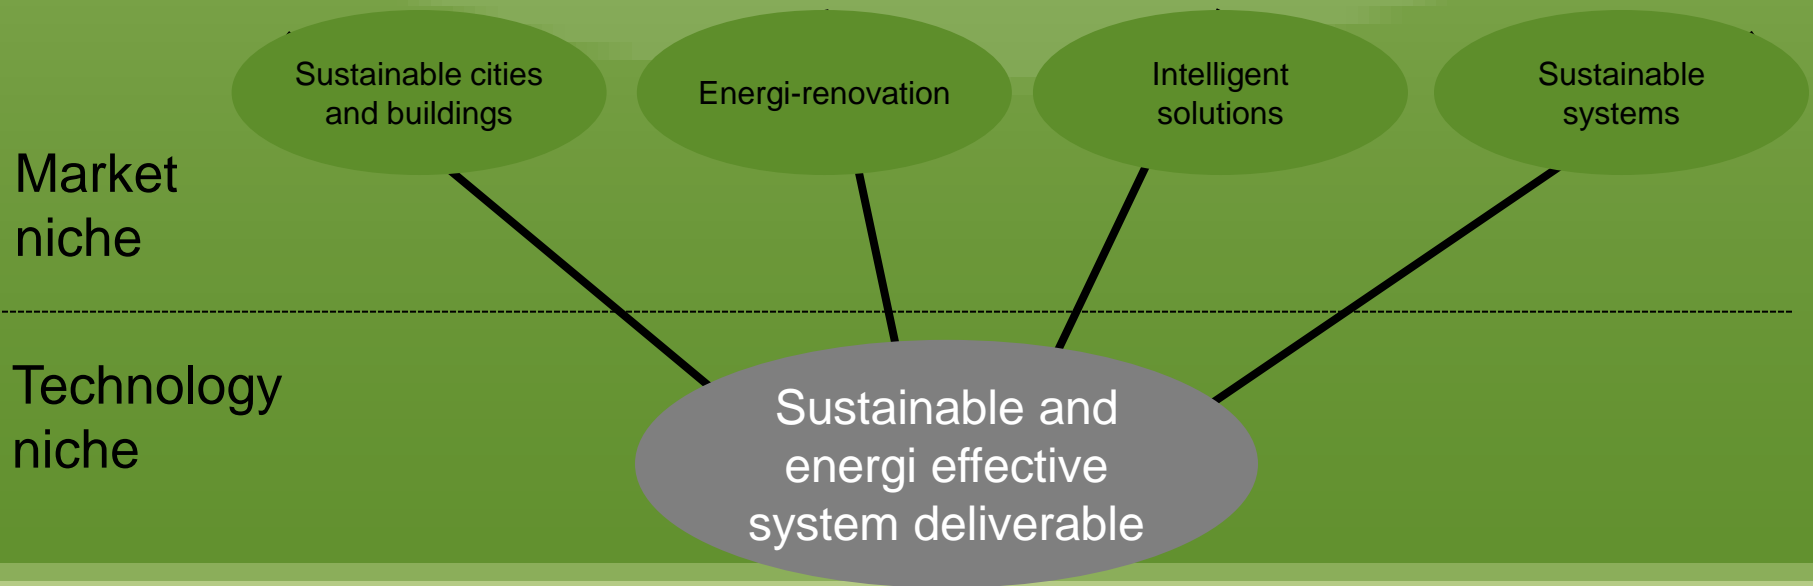 Sustainable cities
and buildings
Energi-renovation
Intelligent
solutions
Sustainable
systems
Market
niche
Technology
niche
Sustainable and
energi effective
system deliverable